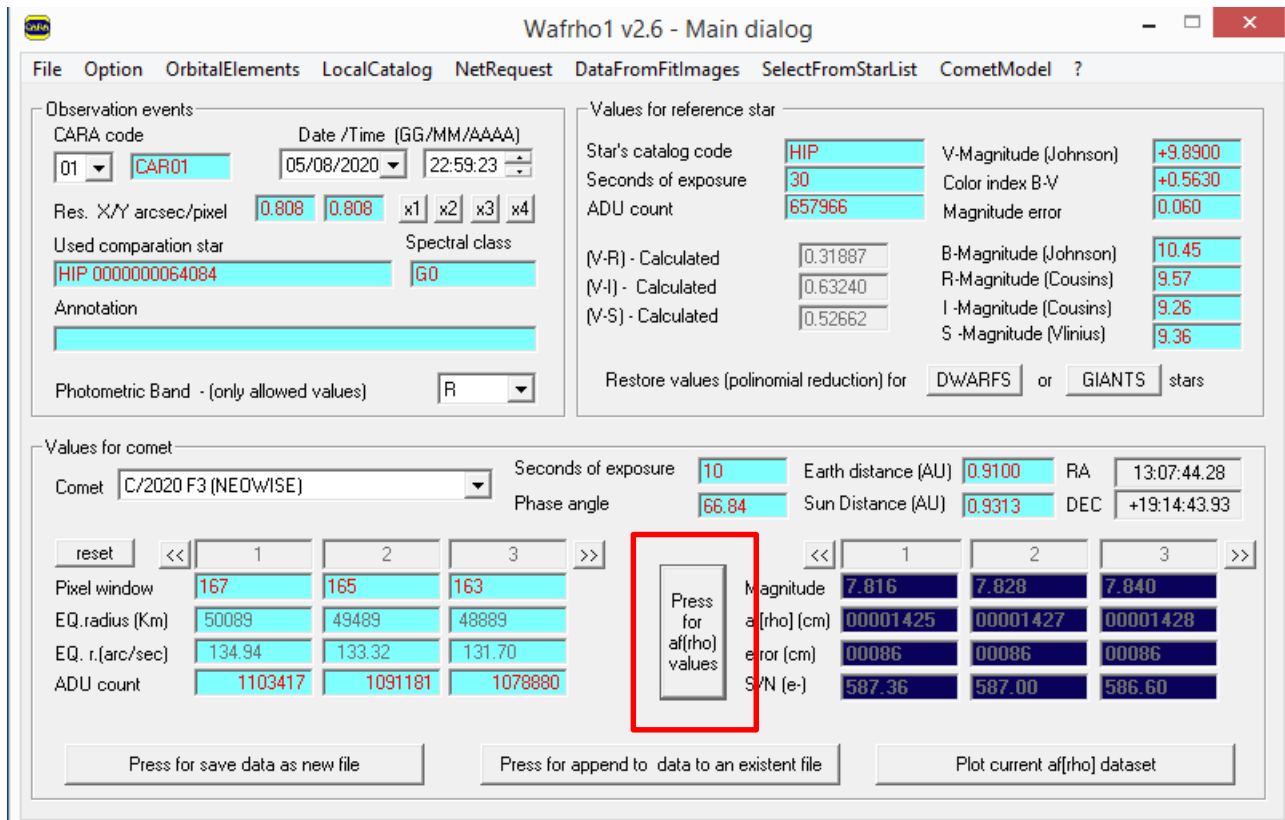 CARA
Wafrho1 v2.6 - Main dialog
File Option OrbitalElements LocalCatalog NetRequest DataFromFitImages SelectFromStarList CometModel ?
Observation events
CARA code Date /Time (GG/MM/AAAA)
01 CAR01 05/08/2020 22:59:23
Res. X/Y arcsec/pixel 0.808 0.808 x1 x2 x3 x4
Used comparation star Spectral class
HIP 0000000064084 G0
Annotation
Photometric Band - (only allowed values) R
Values for reference star
Star's catalog code HIP V-Magnitude (Johnson) +9.8900
Seconds of exposure 30 Color index B-V +0.5630
ADU count 657966 Magnitude error 0.060
(V-R) - Calculated 0.31887 B-Magnitude (Johnson) 10.45
(V-I) - Calculated 0.63240 R-Magnitude (Cousins) 9.57
(V-S) - Calculated 0.52662 I -Magnitude (Cousins) 9.26
S -Magnitude (Vlinius) 9.36
Restore values (polinomial reduction) for DWARFS or GIANTS stars
Values for comet
Comet C/2020 F3 (NEOWISE) Seconds of exposure 10 Earth distance (AU) 0.9100 RA 13:07:44.28
Phase angle 66.84 Sun Distance (AU) 0.9313 DEC +19:14:43.93
reset << 1 2 3 >> << 1 2 3 >>
Pixel window 167 165 163 Magnitude 7.816 7.828 7.840
EQ.radius (Km) 50089 49489 48889 a[rho] (cm) 00001425 00001427 00001428
EQ. r.(arc/sec) 134.94 133.32 131.70 error (cm) 00086 00086 00086
ADU count 1103417 1091181 1078880 S/N (e-) 587.36 587.00 586.60
Press
for
af(rho)
values
Press for save data as new file Press for append to data to an existent file Plot current af[rho] dataset